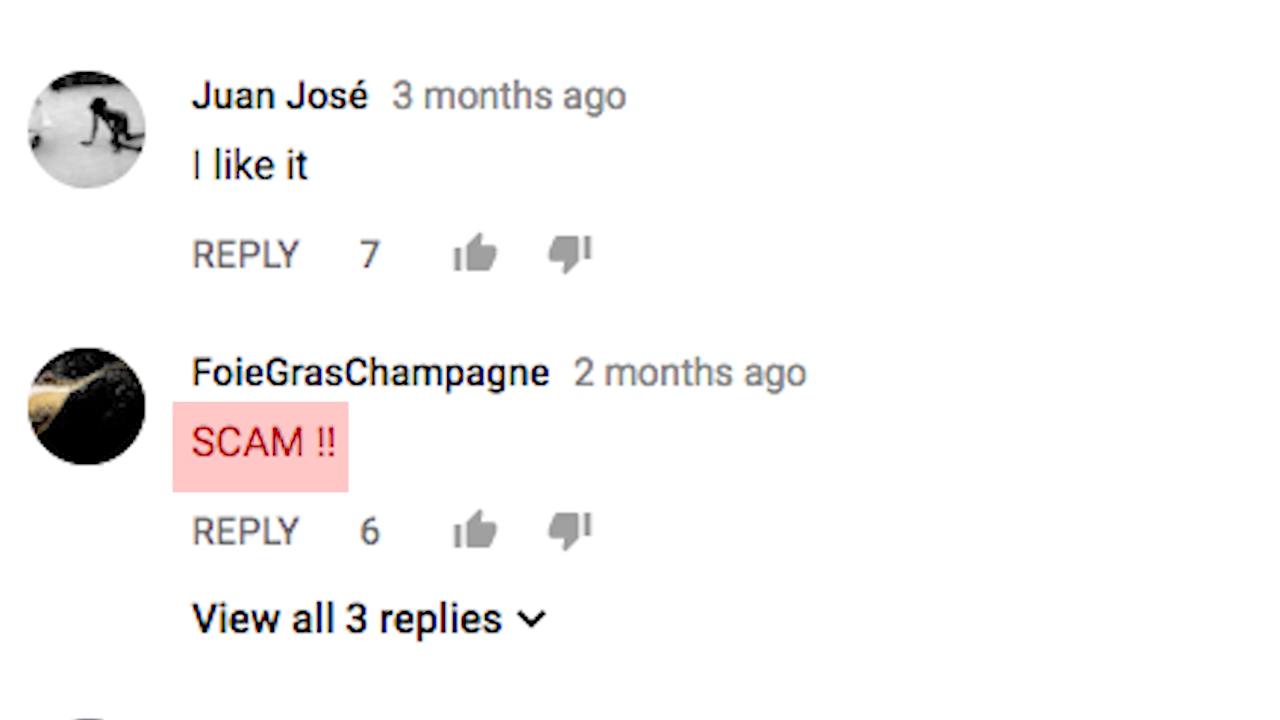 Juan José 3 months ago
I like it
REPLY 7
FoieGrasChampagne 2 months ago
SCAM !!
REPLY 6
View all 3 replies